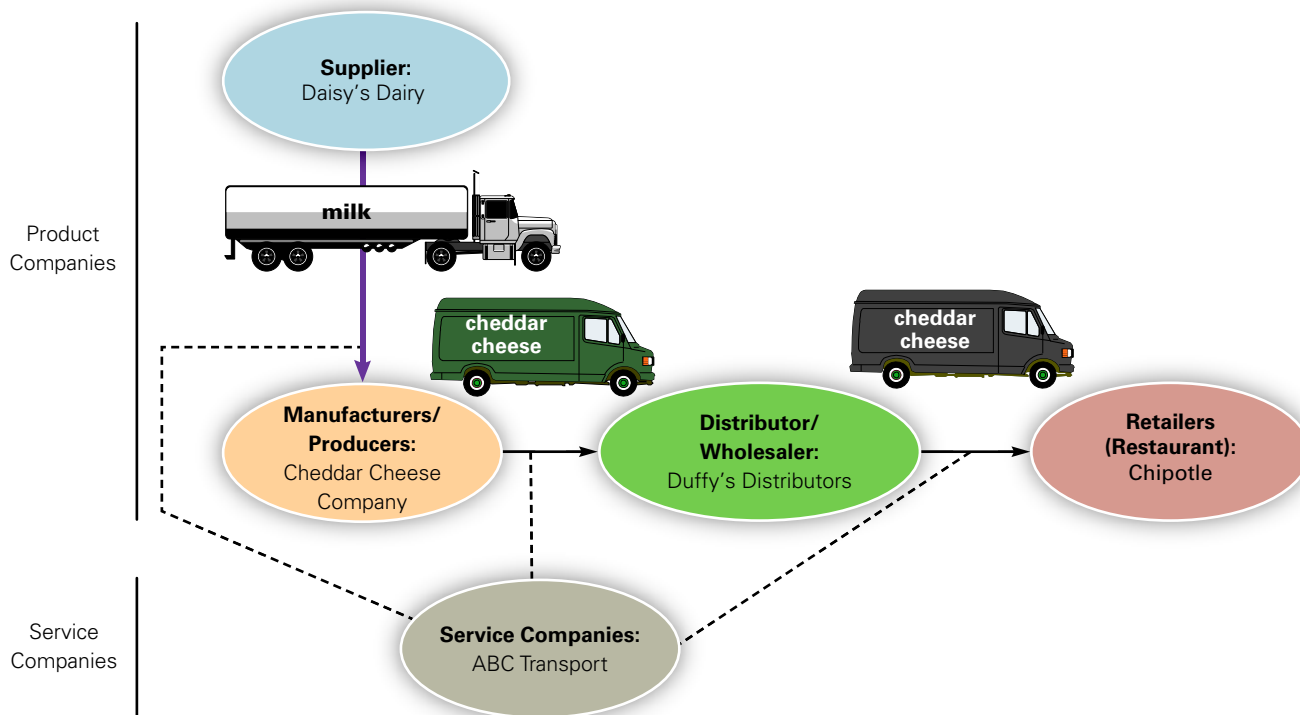 Supplier:
Daisy's Dairy
milk
Product
Companies
cheddar
cheese
cheddar
cheese
Manufacturers/
Producers:
Cheddar Cheese
Company
Distributor/
Wholesaler:
Duffy's Distributors
Retailers
(Restaurant):
Chipotle
Service
Companies
Service Companies:
ABC Transport